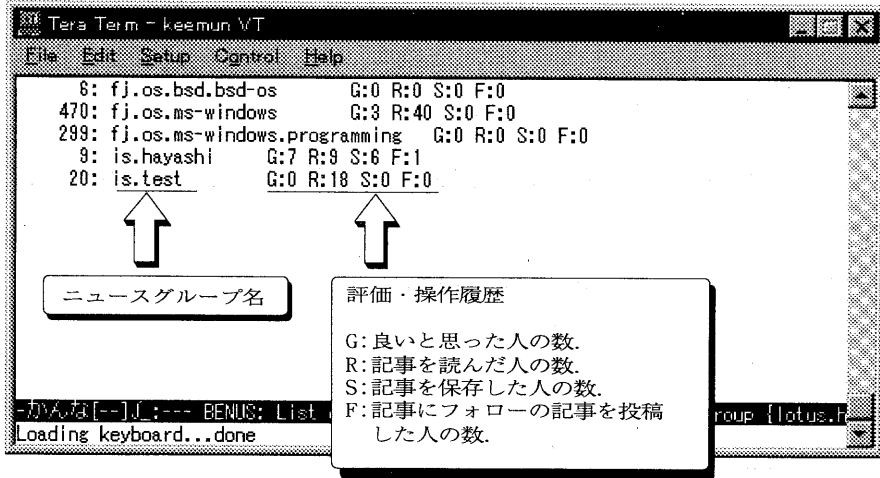 Tera Term - keemun VT
File Edit Setup Control Help
6: fj.os.bsd.bsd-os G:0 R:0 S:0 F:0
470: fj.os.ms-windows G:3 R:40 S:0 F:0
299: fj.os.ms-windows.programming G:0 R:0 S:0 F:0
9: is.hayashi G:7 R:9 S:6 F:1
20: is.test G:0 R:18 S:0 F:0
ニュースグループ名
評価・操作履歴
G:良いと思った人の数.
R:記事を読んだ人の数.
S:記事を保存した人の数.
F:記事にフォローの記事を投稿
した人の数.
-かんな[--]J_:--- BENUS: List
roup {lotus.h
Loading keyboard...done